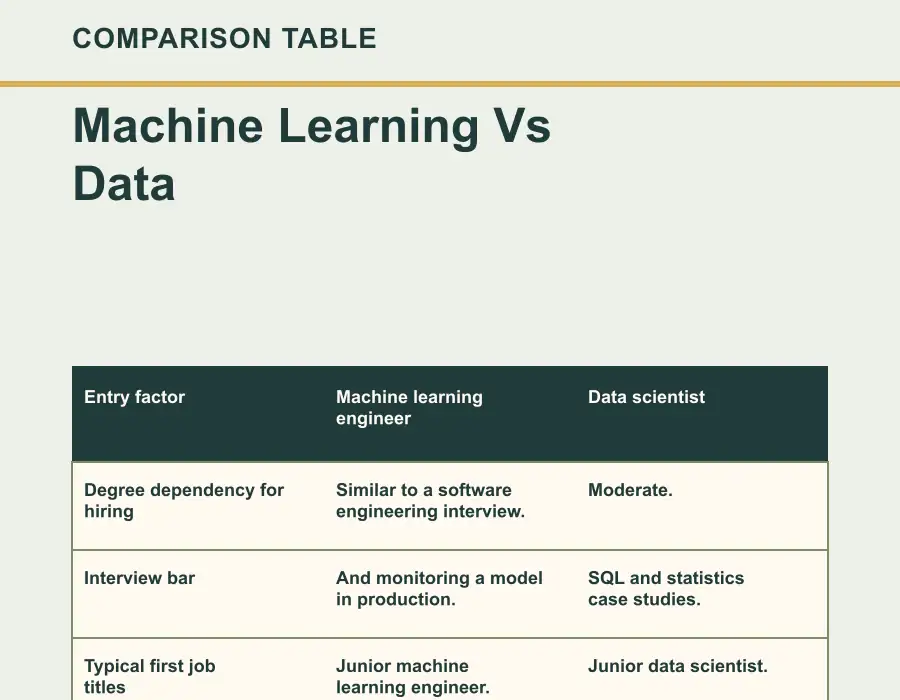 COMPARISON TABLE
Machine Learning Vs
Data
Entry factor
Machine learning
engineer
Data scientist
Degree dependency for
hiring
Similar to a software
engineering interview.
Moderate.
Interview bar
And monitoring a model
in production.
SQL and statistics
case studies.
Typical first job
titles
Junior machine
learning engineer.
Junior data scientist.